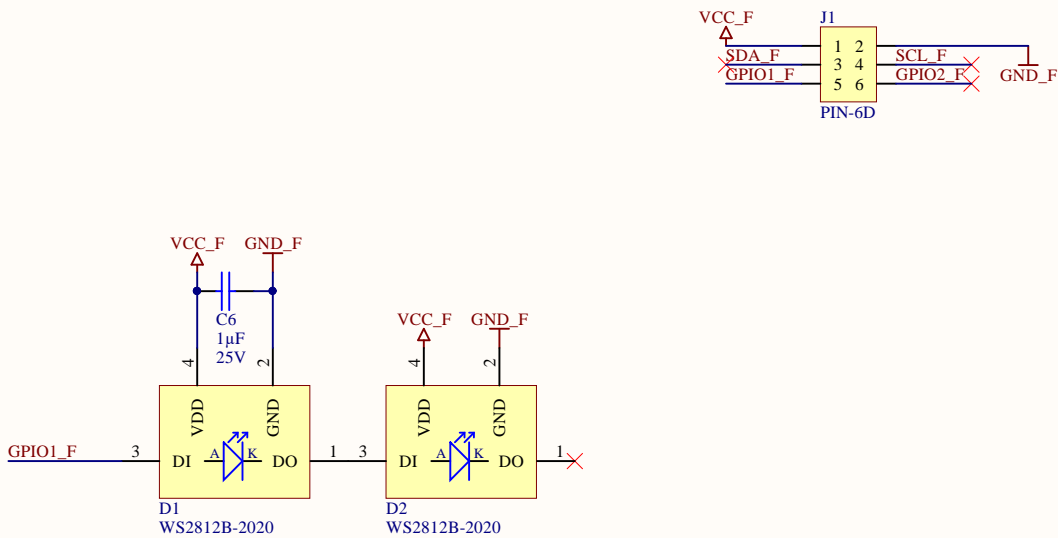 VCC_F
J1
1 2
SDA_F
3 4
SCL_F
GPIO1_F
5 6
GPIO2_F
GND_F
PIN-6D
VCC_F
GND_F
C6
1µF
25V
4
2
VCC_F
GND_F
4
2
VDD
GND
VDD
GND
GPIO1_F
3
DI
A
K
DO
1
3
DI
A
K
DO
1
D1
WS2812B-2020
D2
WS2812B-2020